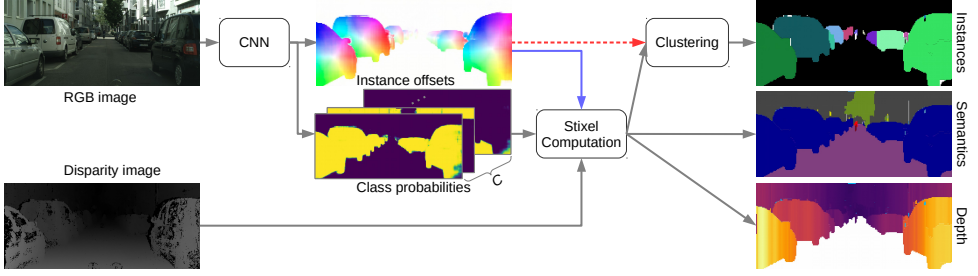 RGB image
CNN
Instance offsets
Class probabilities
C
Disparity image
Stixel
Computation
Clustering
Instances
Semantics
Depth